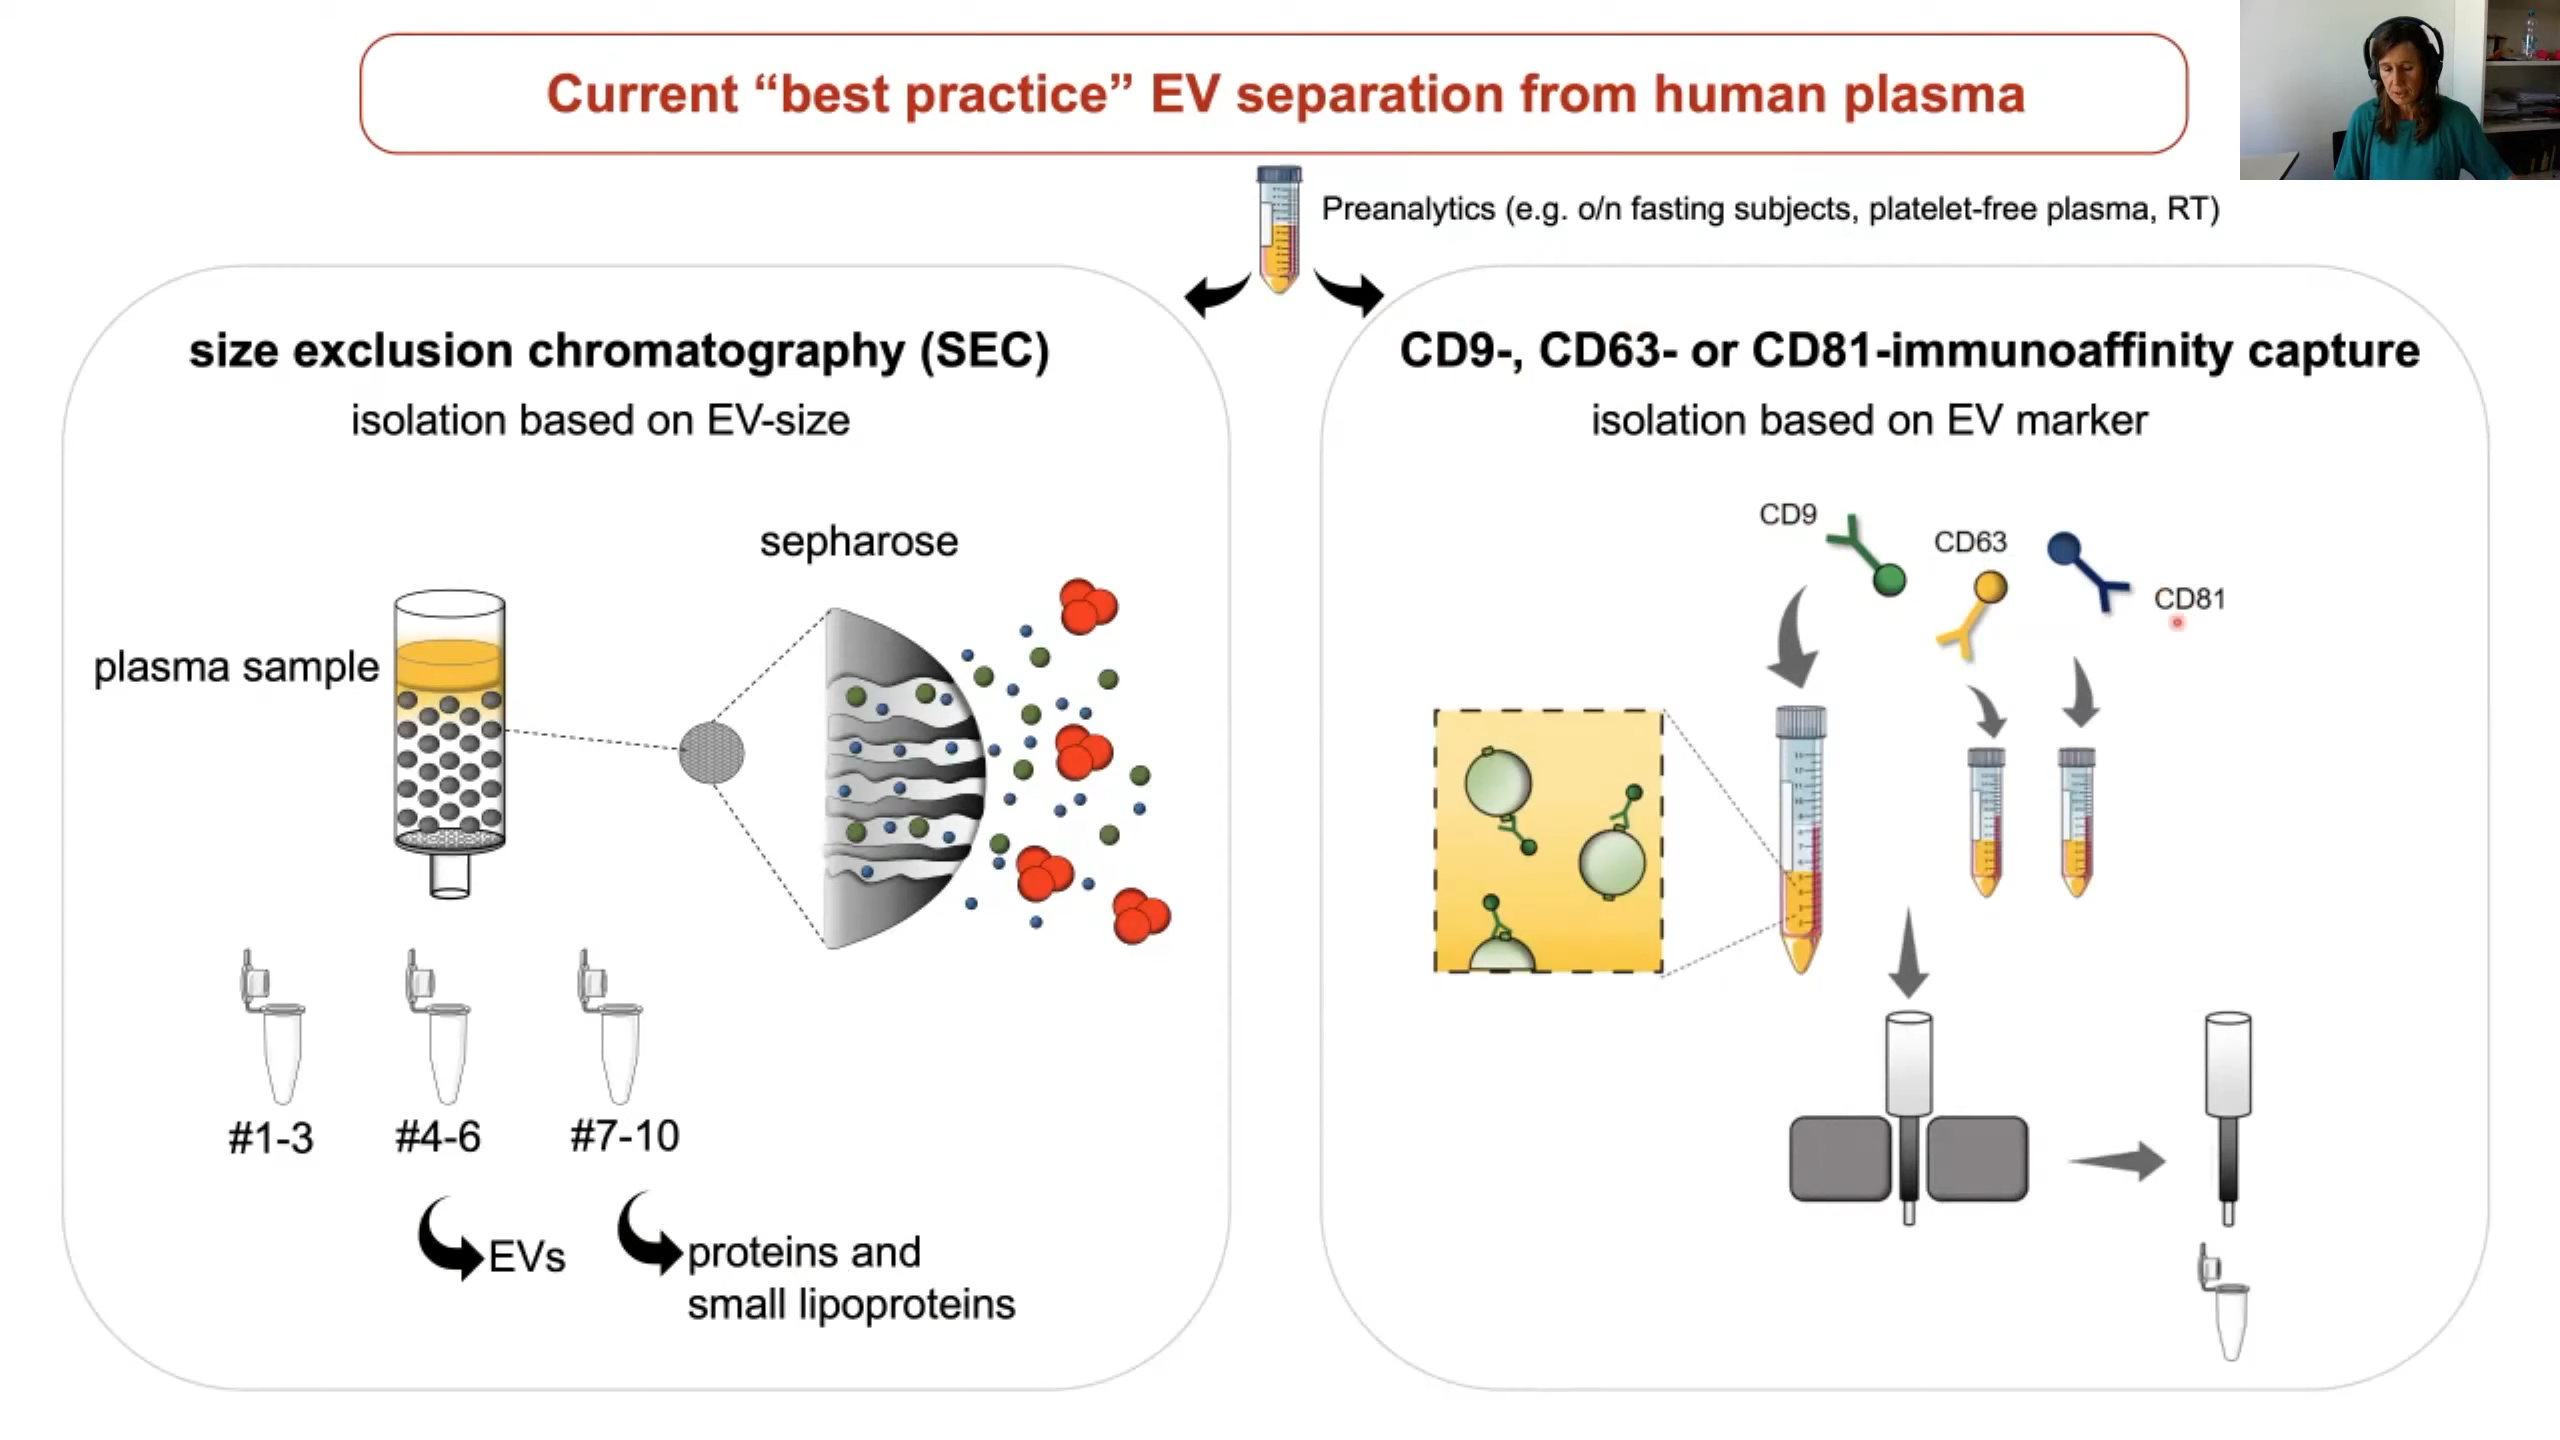 Current “best practice” EV separation from human plasma
Preanalytics (e.g. o/n fasting subjects, platelet-free plasma, RT)
size exclusion chromatography (SEC)
isolation based on EV-size
sepharose
plasma sample
#1-3
#4-6
#7-10
EVs
proteins and
small lipoproteins
CD9-, CD63- or CD81-immunoaffinity capture
isolation based on EV marker
CD9
CD63
CD81